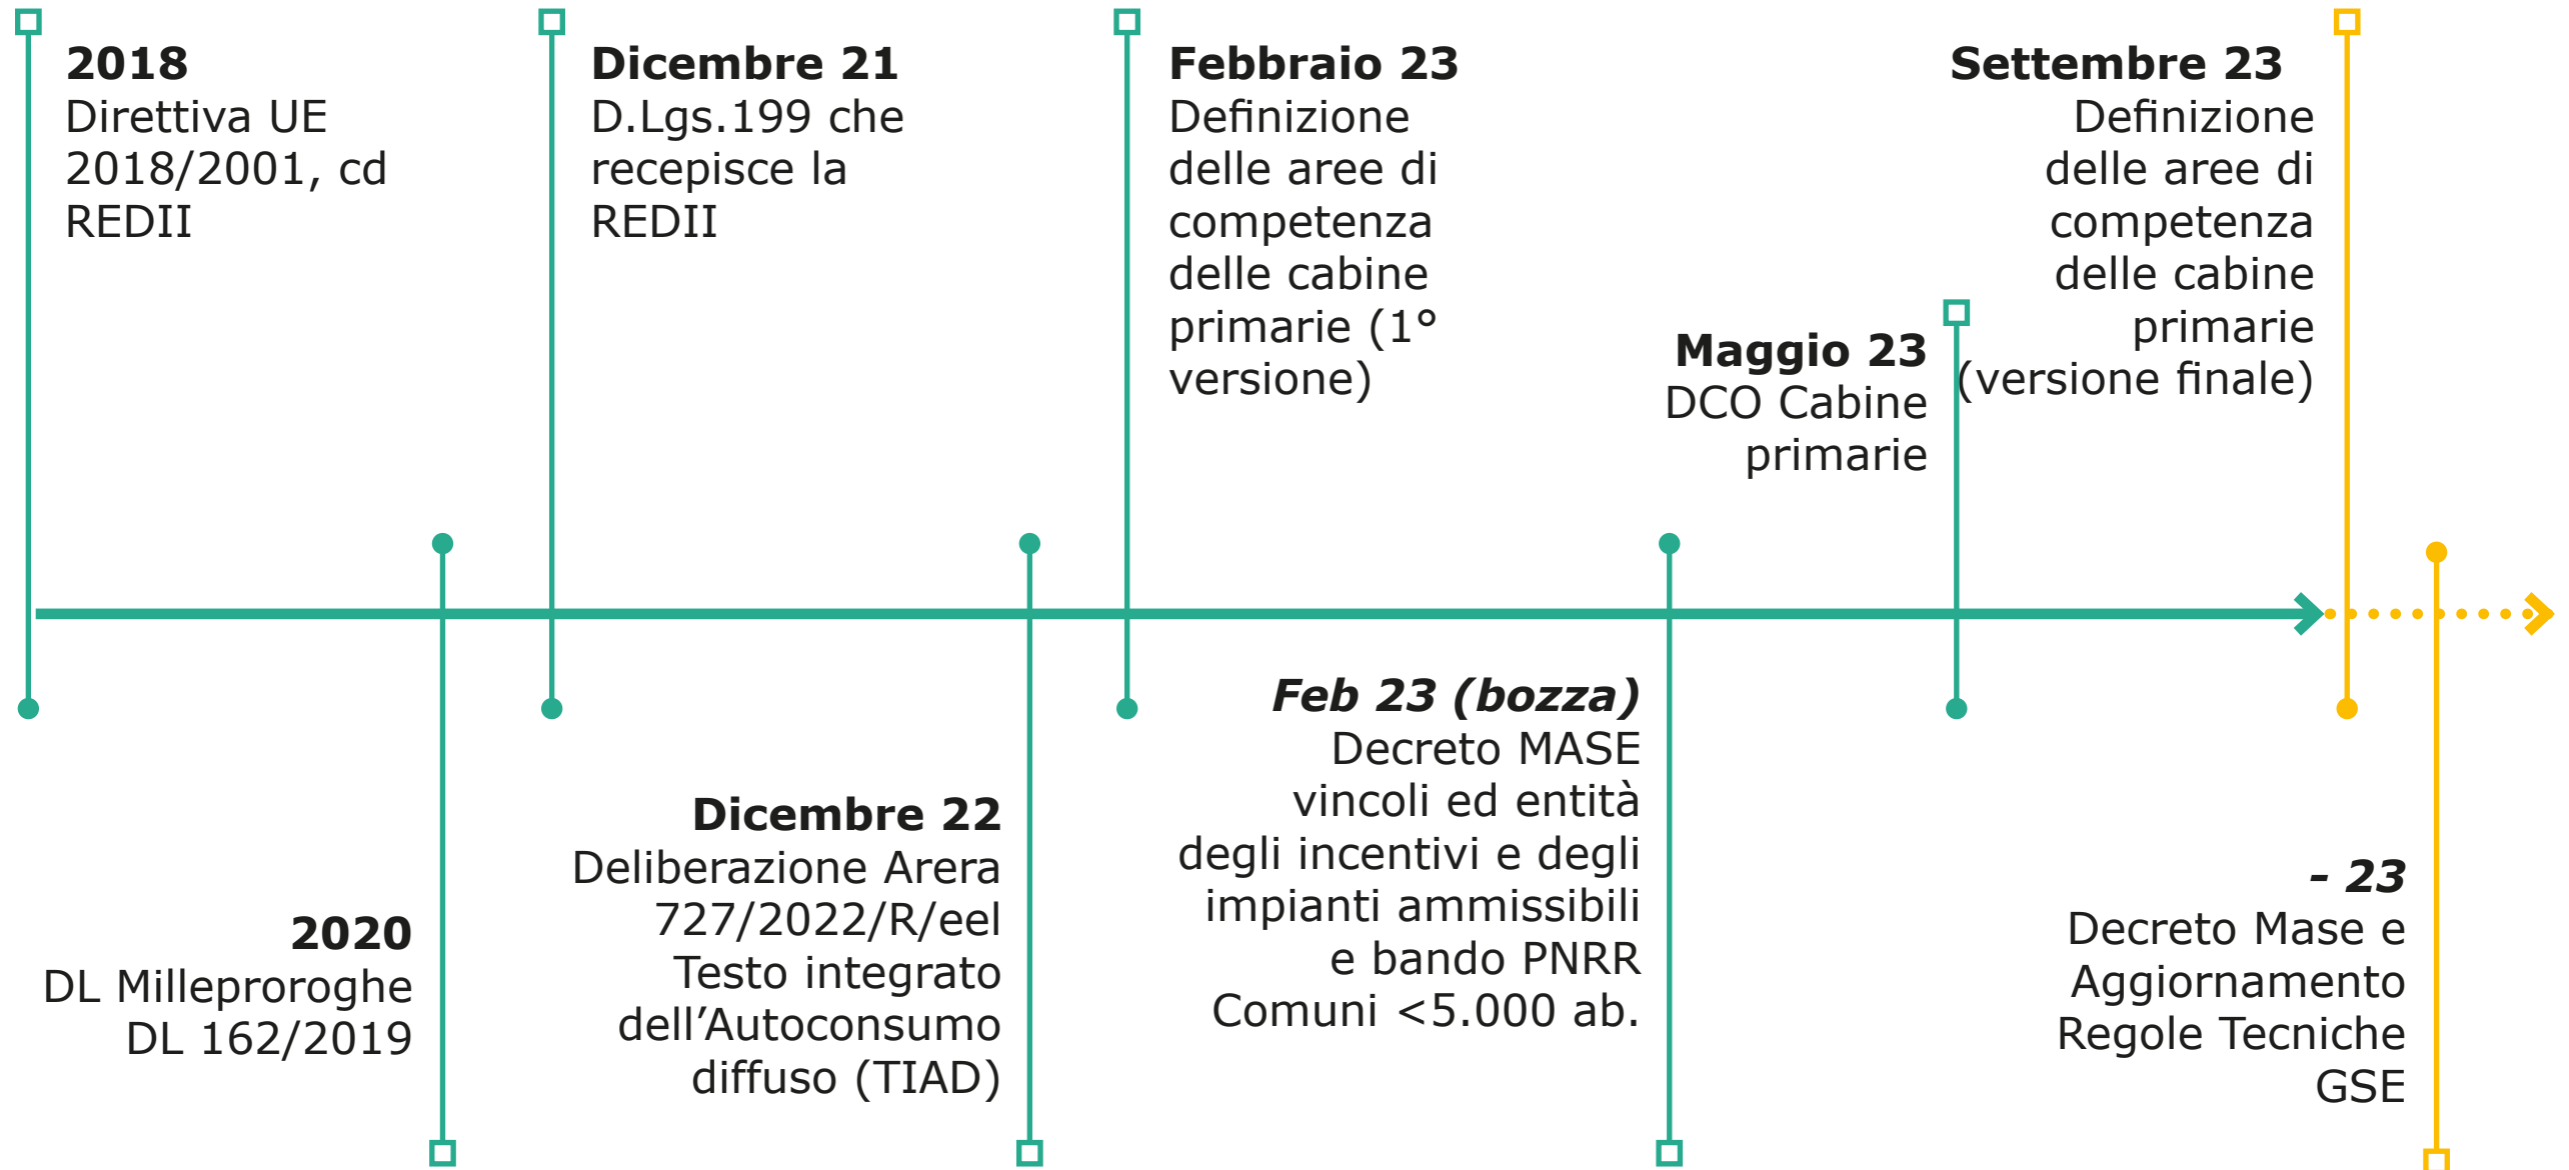 2018
Direttiva UE
2018/2001, cd
REDII
Dicembre 21
D.Lgs.199 che
recepisce la
REDII
Febbraio 23
Definizione
delle aree di
competenza
delle cabine
primarie (1°
versione)
Maggio 23
DCO Cabine
primarie
Settembre 23
Definizione
delle aree di
competenza
delle cabine
primarie
(versione finale)
2020
DL Milleproroghe
DL 162/2019
Dicembre 22
Deliberazione Arera
727/2022/R/eel
Testo integrato
dell’Autoconsumo
diffuso (TIAD)
Feb 23 (bozza)
Decreto MASE
vincoli ed entità
degli incentivi e degli
impianti ammissibili
e bando PNRR
Comuni <5.000 ab.
- 23
Decreto Mase e
Aggiornamento
Regole Tecniche
GSE